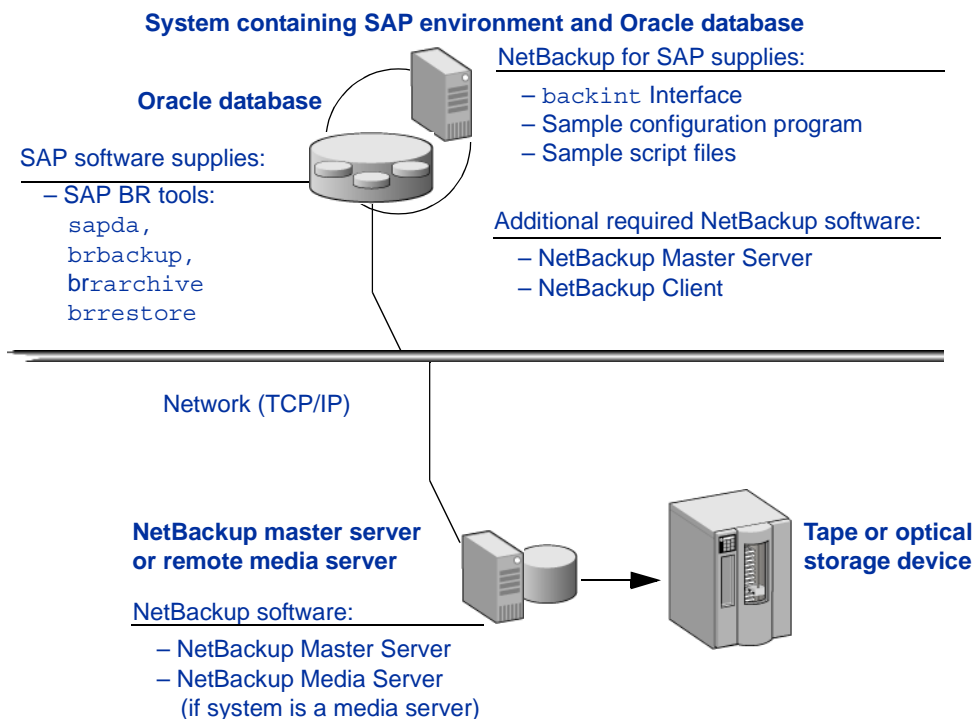 System containing SAP environment and Oracle database
NetBackup for SAP supplies:
– backint Interface
– Sample configuration program
– Sample script files
Oracle database
SAP software supplies:
– SAP BR tools:
sapda,
brbackup,
brrarchive
brrestore
Additional required NetBackup software:
– NetBackup Master Server
– NetBackup Client
Network (TCP/IP)
NetBackup master server
or remote media server
Tape or optical
storage device
NetBackup software:
– NetBackup Master Server
– NetBackup Media Server
(if system is a media server)